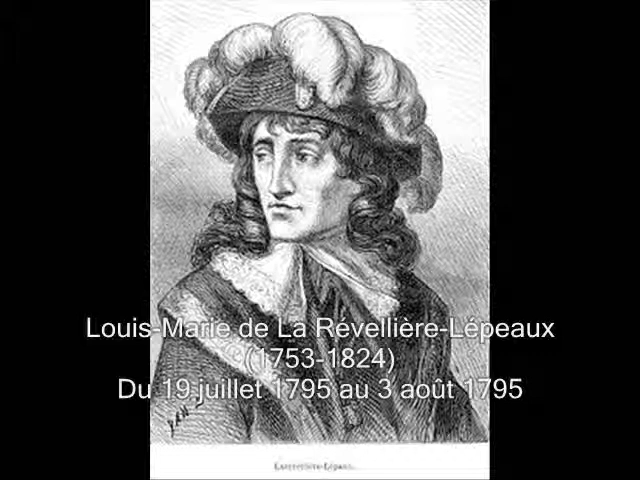 Louis-Marie de La Révellière-Lépeaux
(1753-1824)
Du 19 juillet 1795 au 3 août 1795